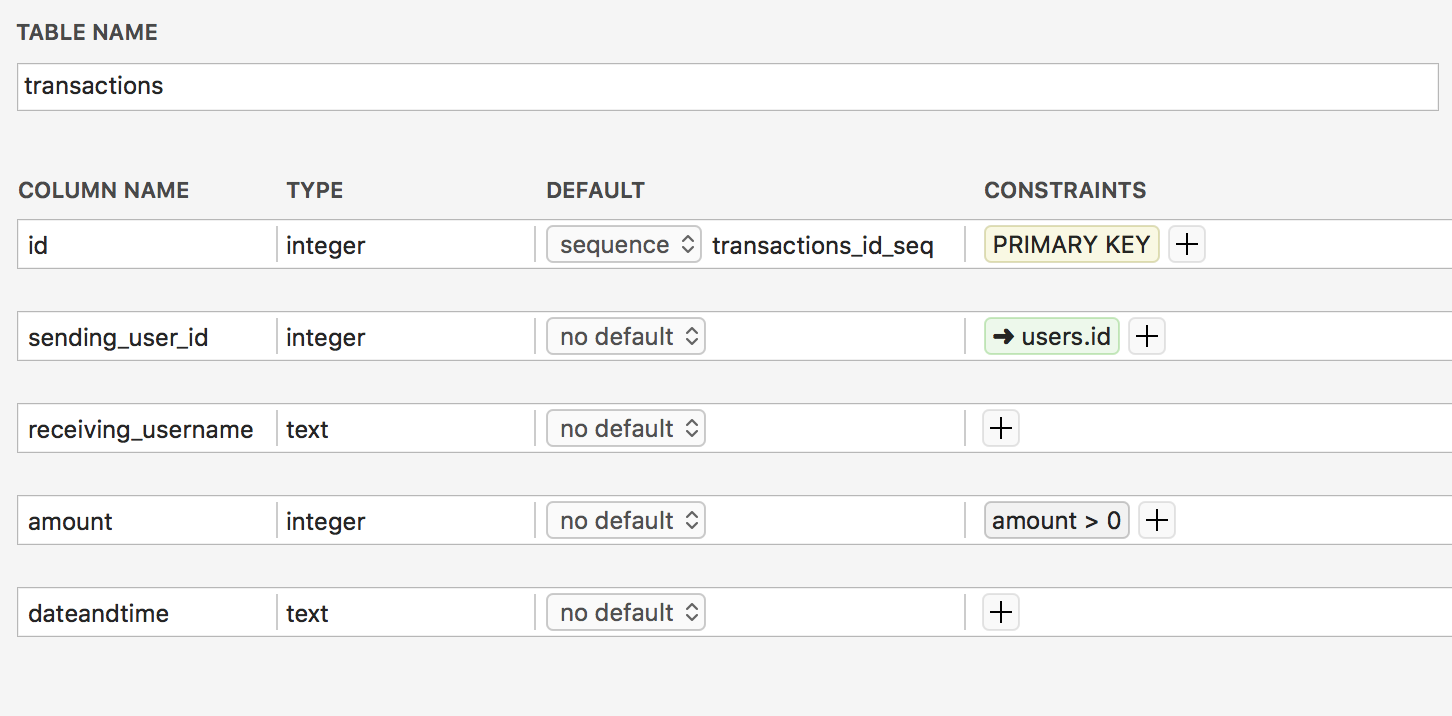 TABLE NAME
transactions
COLUMN NAME TYPE DEFAULT CONSTRAINTS
id integer sequence transactions_id_seq PRIMARY KEY +
sending_user_id integer no default ➜ users.id +
receiving_username text no default +
amount integer no default amount > 0 +
dateandtime text no default +